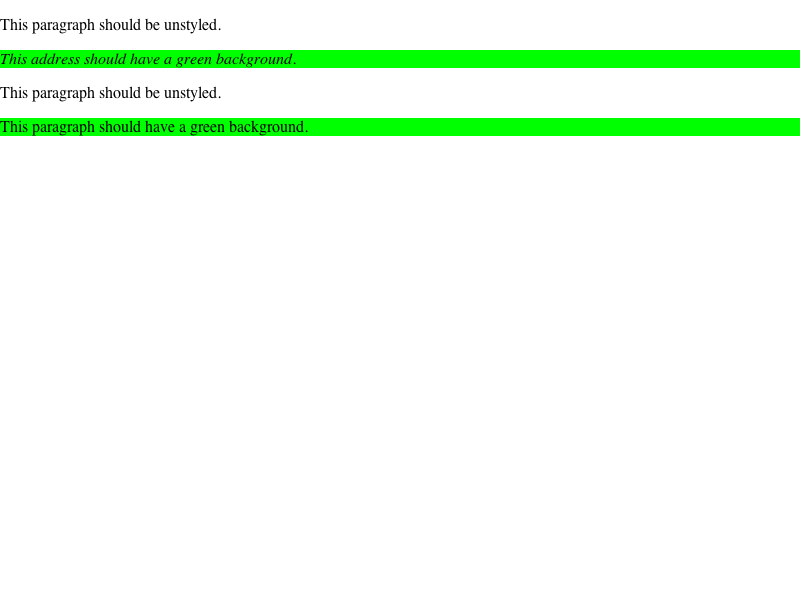 This paragraph should be unstyled.
This address should have a green background.
This paragraph should be unstyled.
This paragraph should have a green background.